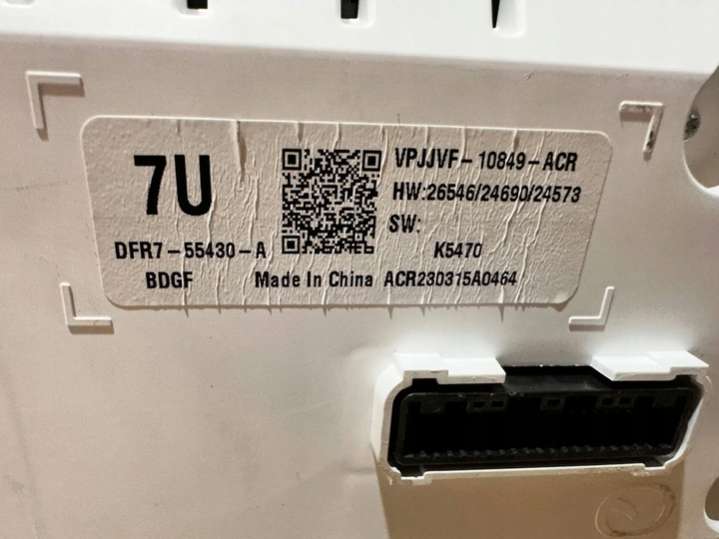 7U
DFR7-55430-A
BDGF
Made In China
VPJJVF-10849-ACR
HW:26546/24690/24573
SW:
K5470
ACR230315A0464